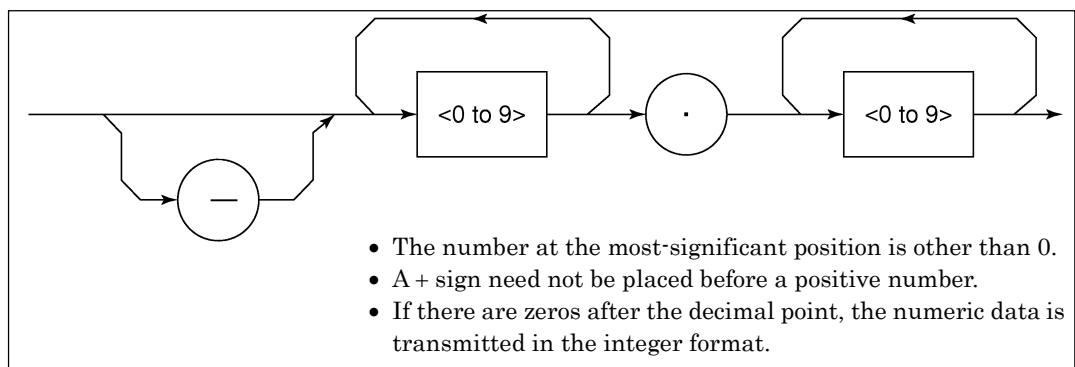 <0 to 9>
.
<0 to 9>
—
• The number at the most-significant position is other than 0.
• A + sign need not be placed before a positive number.
• If there are zeros after the decimal point, the numeric data is
transmitted in the integer format.